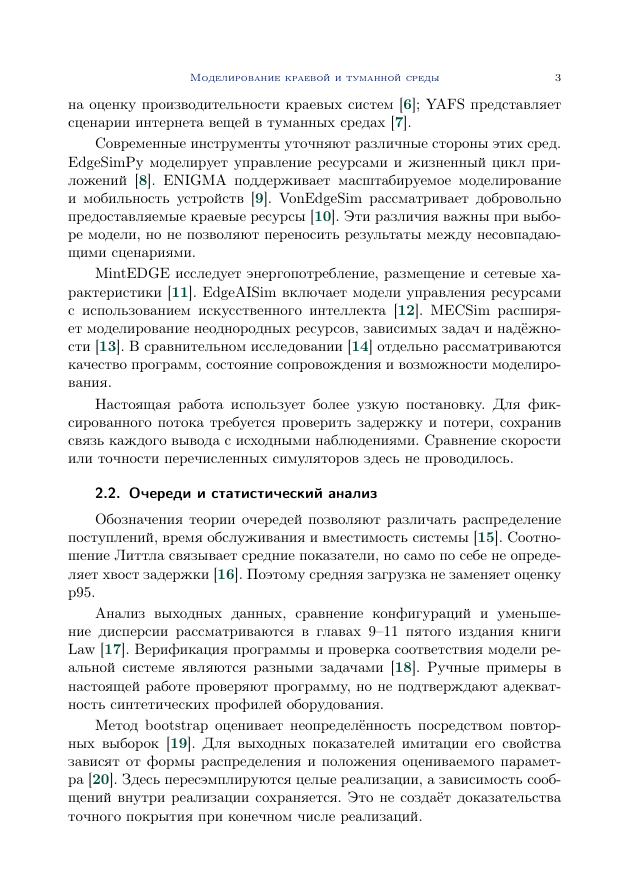 Моделирование краевой и туманной среды 3
на оценку производительности краевых систем [6]; YAFS представляет
сценарии интернета вещей в туманных средах [7].
Современные инструменты уточняют различные стороны этих сред.
EdgeSimPy моделирует управление ресурсами и жизненный цикл при-
ложений [8]. ENIGMA поддерживает масштабируемое моделирование
и мобильность устройств [9]. VonEdgeSim рассматривает добровольно
предоставляемые краевые ресурсы [10]. Эти различия важны при выбо-
ре модели, но не позволяют переносить результаты между несовпадаю-
щими сценариями.
MintEDGE исследует энергопотребление, размещение и сетевые ха-
рактеристики [11]. EdgeAISim включает модели управления ресурсами
с использованием искусственного интеллекта [12]. MECSim расширя-
ет моделирование неоднородных ресурсов, зависимых задач и надёжно-
сти [13]. В сравнительном исследовании [14] отдельно рассматриваются
качество программ, состояние сопровождения и возможности моделиро-
вания.
Настоящая работа использует более узкую постановку. Для фик-
сированного потока требуется проверить задержку и потери, сохранив
связь каждого вывода с исходными наблюдениями. Сравнение скорости
или точности перечисленных симуляторов здесь не проводилось.
2.2. Очереди и статистический анализ
Обозначения теории очередей позволяют различать распределение
поступлений, время обслуживания и вместимость системы [15]. Соотно-
шение Литтла связывает средние показатели, но само по себе не опреде-
ляет хвост задержки [16]. Поэтому средняя загрузка не заменяет оценку
p95.
Анализ выходных данных, сравнение конфигураций и уменьше-
ние дисперсии рассматриваются в главах 9–11 пятого издания книги
Law [17]. Верификация программы и проверка соответствия модели ре-
альной системе являются разными задачами [18]. Ручные примеры в
настоящей работе проверяют программу, но не подтверждают адекват-
ность синтетических профилей оборудования.
Метод bootstrap оценивает неопределённость посредством повтор-
ных выборок [19]. Для выходных показателей имитации его свойства
зависят от формы распределения и положения оцениваемого парамет-
ра [20]. Здесь пересэмплируются целые реализации, а зависимость сооб-
щений внутри реализации сохраняется. Это не создаёт доказательства
точного покрытия при конечном числе реализаций.